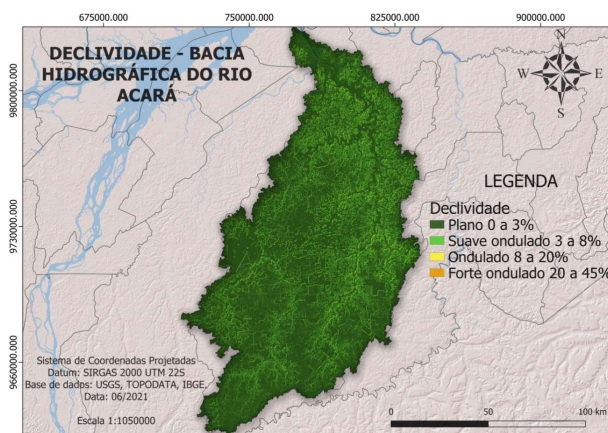 675000.000 750000.000 825000.000 900000.000
DECLIVIDADE - BACIA
HIDROGRÁFICA DO RIO
ACARÁ
N
W E
S
9800000.000
9730000.000
9660000.000
LEGENDA
Declividade
Plano 0 a 3%
Suave ondulado 3 a 8%
Ondulado 8 a 20%
Forte ondulado 20 a 45%
Sistema de Coordenadas Projetadas
Datum: SIRGAS 2000 UTM 22S
Base de dados: USGS, TOPODATA, IBGE.
Data: 06/2021
Escala 1:1050000
0 50 100 km